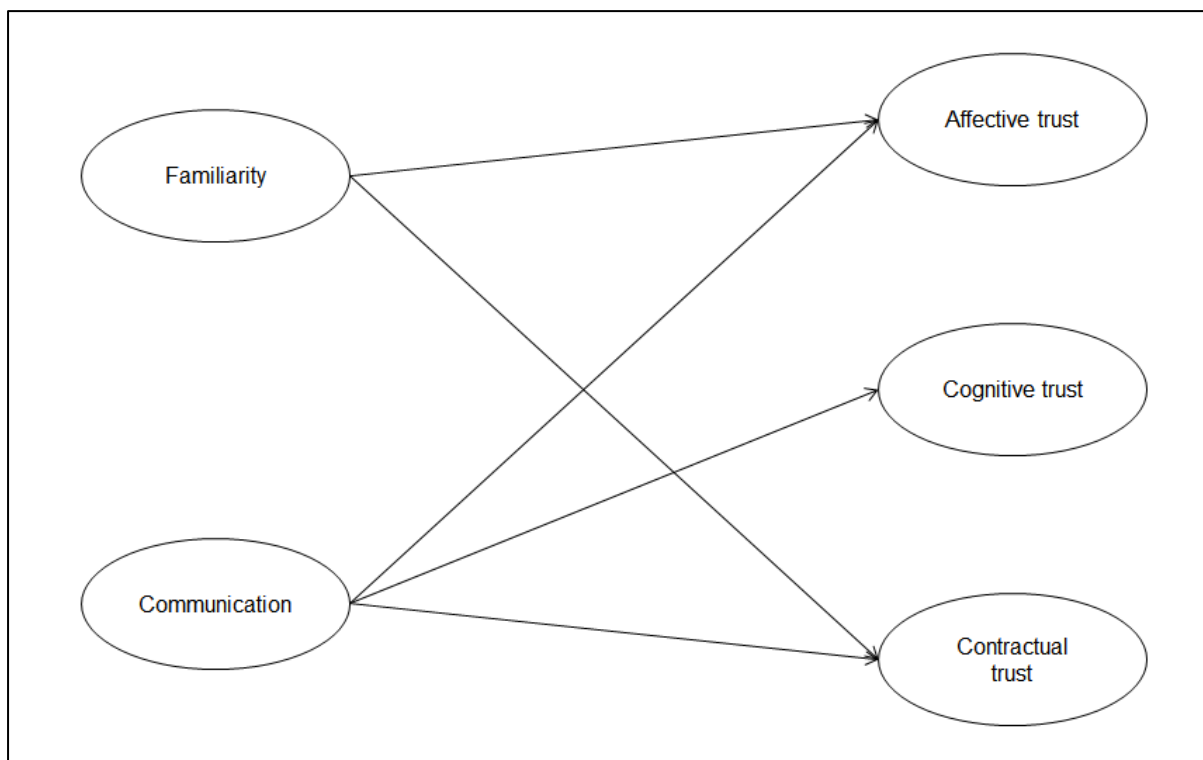 Affective trust
Familiarity
Cognitive trust
Communication
Contractual
trust